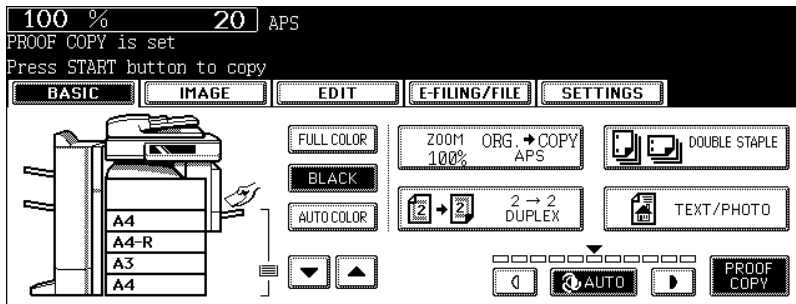 100 % 20 APS
PROOF COPY is set
Press START button to copy
BASIC IMAGE EDIT E-FILING/FILE SETTINGS
FULL COLOR
BLACK
AUTO COLOR
ZOOM ORG. → COPY
100% APS
DOUBLE STAPLE
2 → 2 2 → 2
DUPLEX
TEXT/PHOTO
A4
A4-R
A3
A4
AUTO
PROOF
COPY